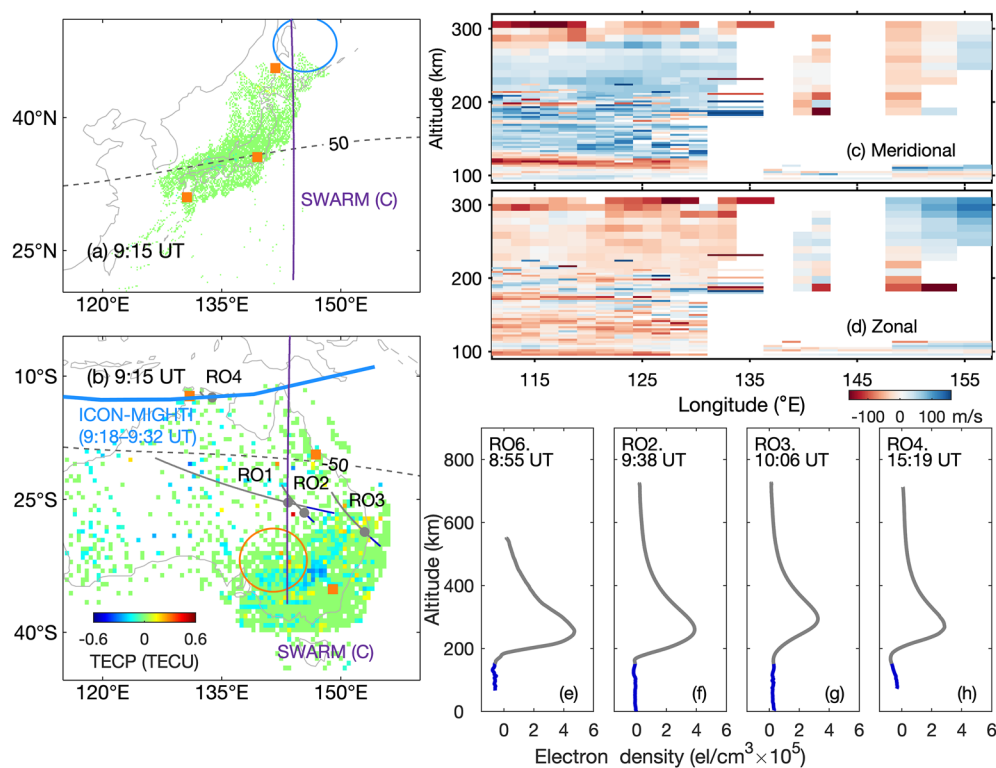 40°N
25°N
50
SWARM (C)
(a) 9:15 UT
120°E
135°E
150°E
10°S
25°S
40°S
(b) 9:15 UT
RO4
ICON-MIGHTI
(9:18–9:32 UT)
-50
RO1
RO2
RO3
-0.6
0
0.6
TECP (TECU)
SWARM (C)
120°E
135°E
150°E
Altitude (km)
300
200
100
(c) Meridional
300
200
100
(d) Zonal
115
125
135
145
155
Longitude (°E)
-100
0
100
m/s
Altitude (km)
800
600
400
200
0
RO6.
8:55 UT
(e)
0
2
4
6
RO2.
9:38 UT
(f)
0
2
4
6
RO3.
10:06 UT
(g)
0
2
4
6
RO4.
15:19 UT
(h)
0
2
4
6
Electron density (el/cm³×10⁵)